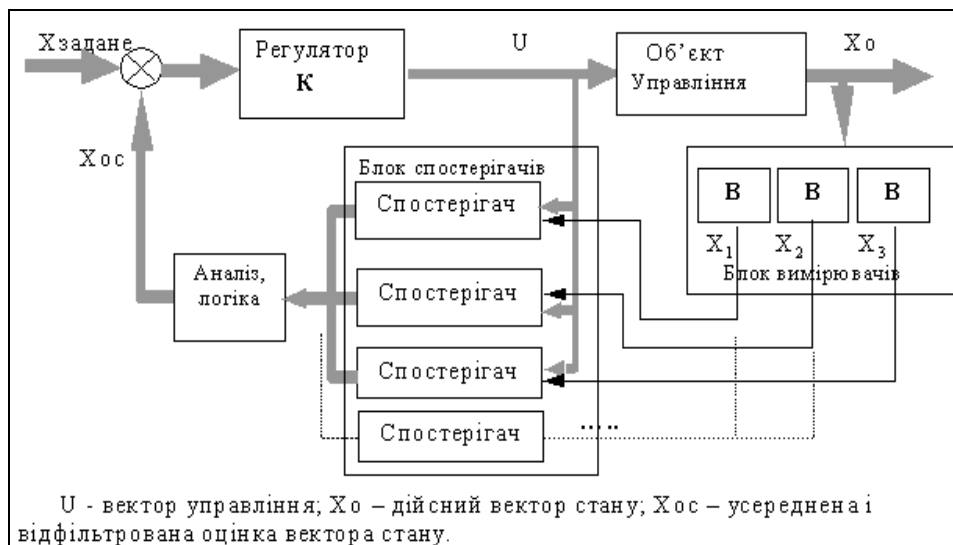 Хзадане
Регулятор
К
U
Об’єкт
Управління
Хо
Хос
Блок спостерігачів
Спостерігач
В
В
В
Х1
Х2
Х3
Блок вимірювачів
Аналіз,
логіка
Спостерігач
Спостерігач
Спостерігач
.....
U - вектор управління; Хо – дійсний вектор стану; Хос – усереднена і
відфільтрована оцінка вектора стану.